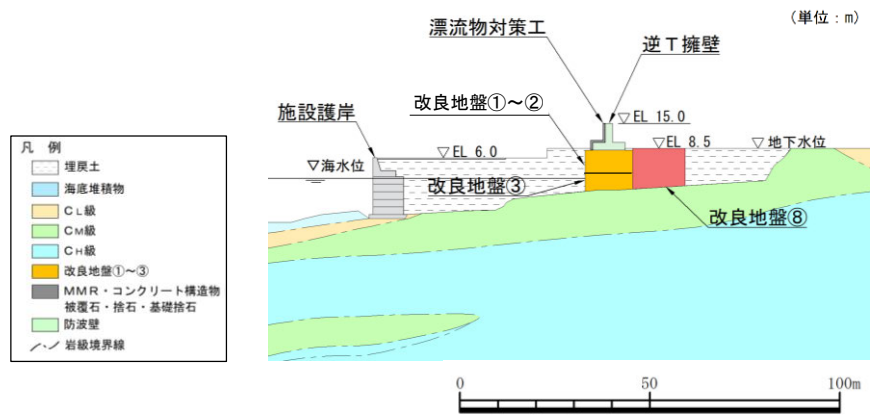 （単位：m）
漂流物対策工
逆T擁壁
改良地盤①～②
▽EL 15.0
施設護岸
▽EL 8.5
▽地下水位
▽EL 6.0
▽海水位
改良地盤③
改良地盤⑧
凡 例
埋戻土
海底堆積物
CL級
CM級
CH級
改良地盤①～③
MMR・コンクリート構造物
被覆石・捨石・基礎捨石
防波壁
岩級境界線
0 50 100m